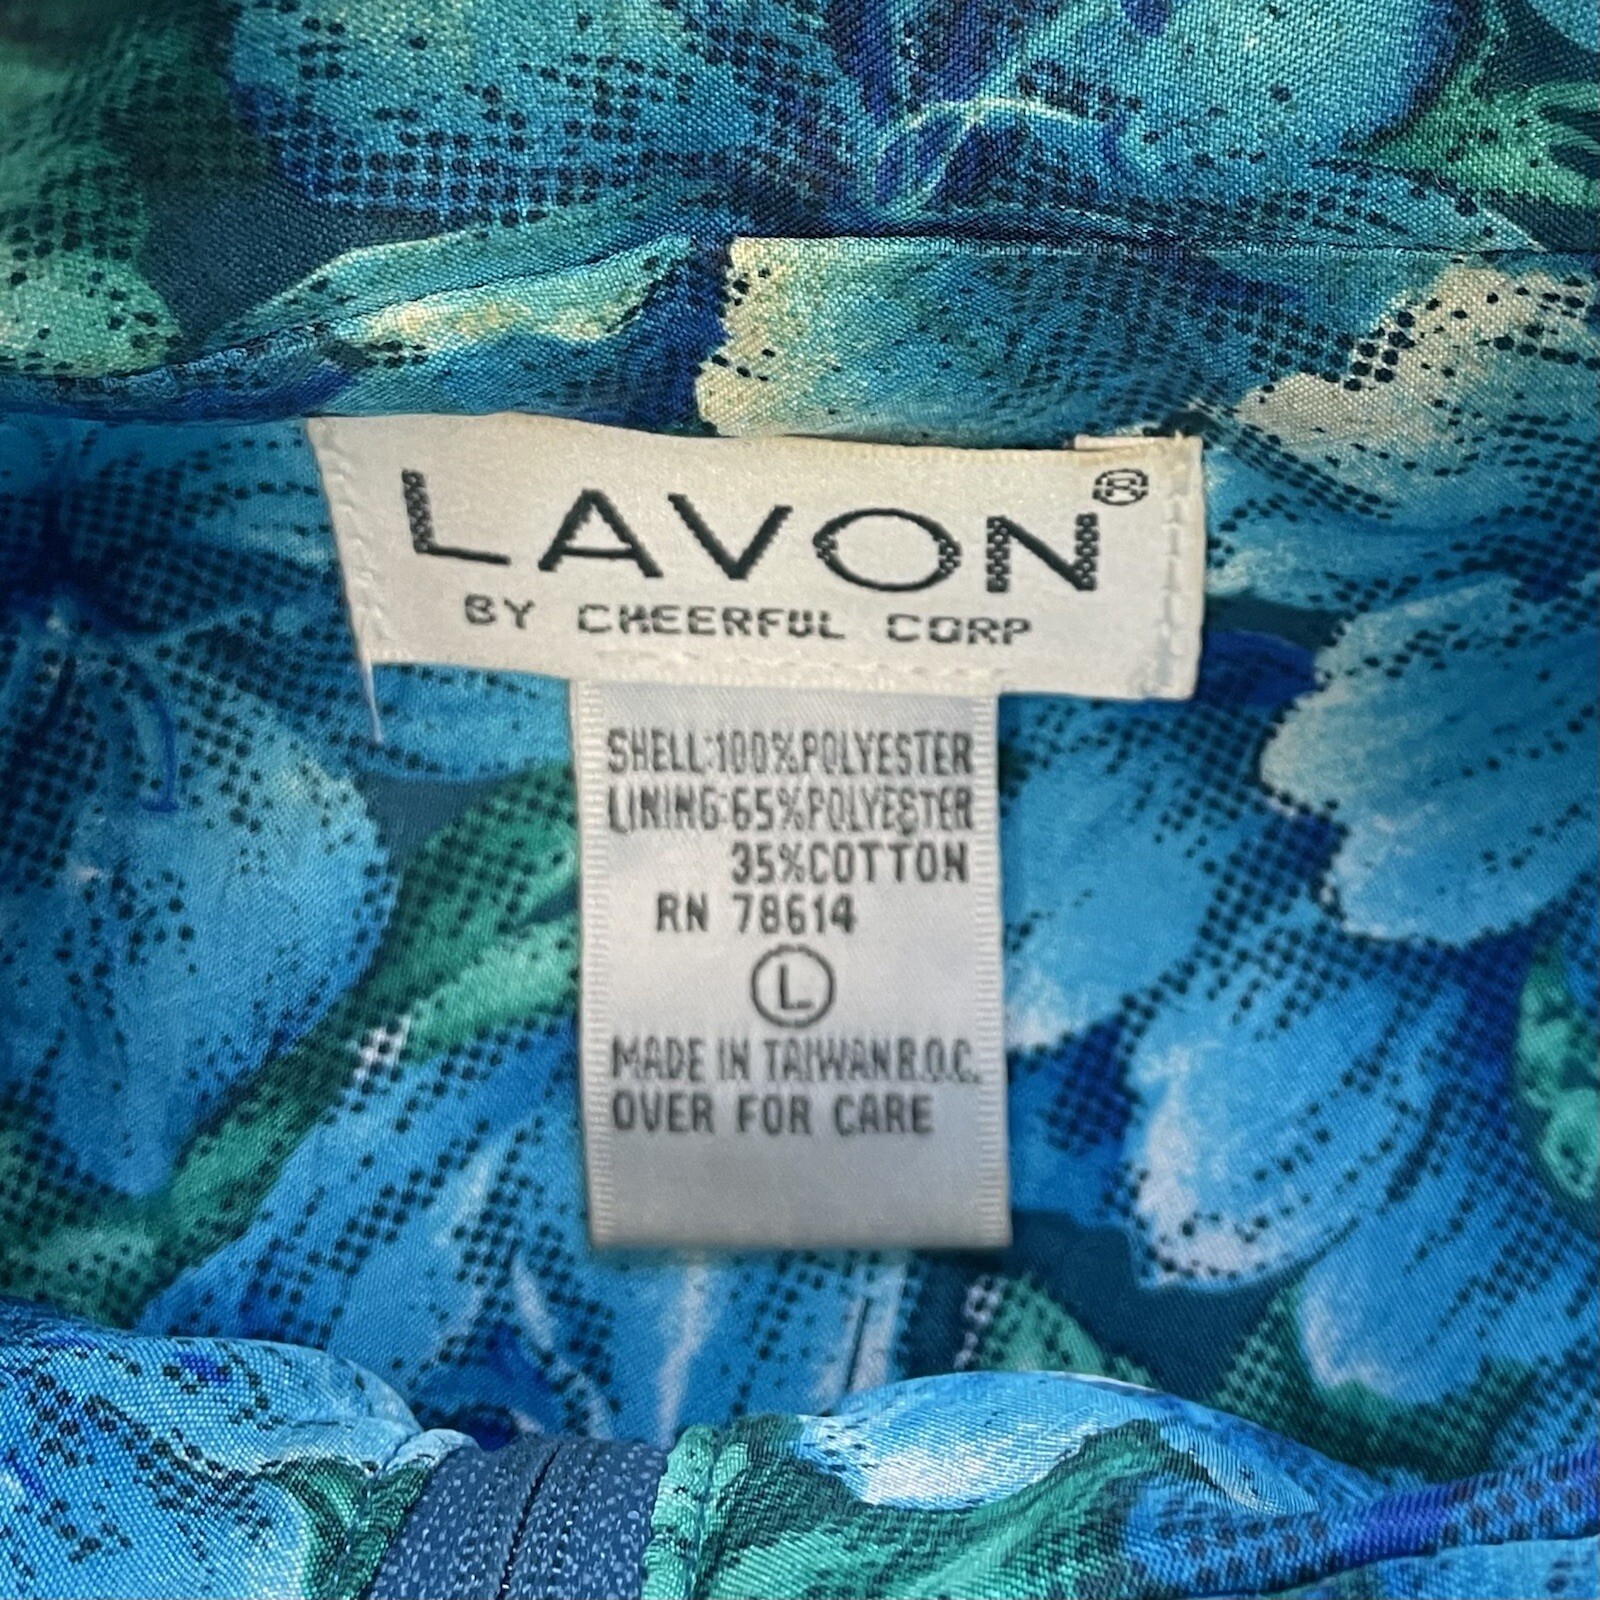 LAVON®
BY CHEERFUL CORP
SHELL:100%POLYESTER
LINING:65%POLYESTER
35%COTTON
RN 78614
L
MADE IN TAIWAN R.O.C.
OVER FOR CARE